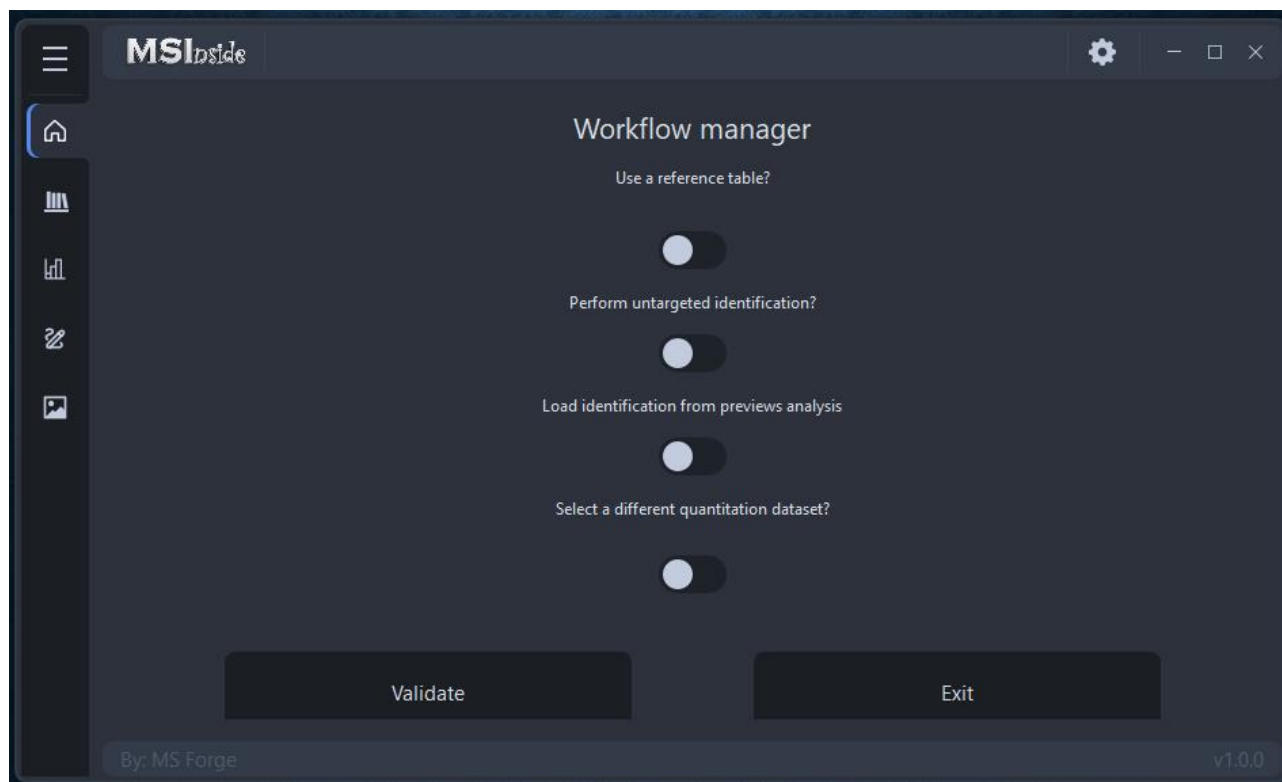 MSInside
Workflow manager
Use a reference table?
Perform untargeted identification?
Load identification from previews analysis
Select a different quantitation dataset?
Validate
Exit
By: MS Forge
v1.0.0